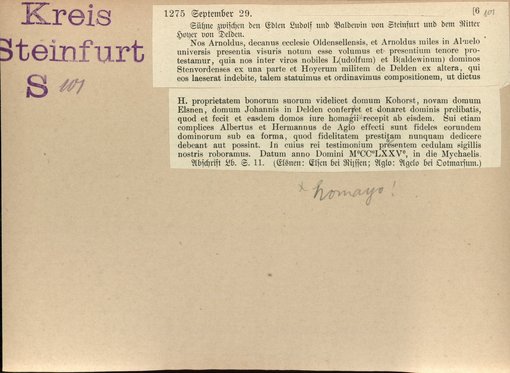 Kreis
Steinfurt
S 101
1275 September 29. [6 101
Sühne zwischen den Edlen Ludolf und Baldewin von Steinfurt und dem Ritter
Hoyer von Delden.
Nos Arnoldus, decanus ecclesie Oldensellensis, et Arnoldus miles in Almelo
universis presentia visuris notum esse volumus et presentium tenore pro-
testamur, quia nos inter viros nobiles L(udolfum) et B(aldewinum) dominos
Stenvordenses ex una parte et Hoyerum militem de Delden ex altera, qui
eos laeserat indebite, talem statuimus et ordinavimus compositionem, ut dictus
H. proprietatem bonorum suorum videlicet domum Kohorst, novam domum
Elsnen, domum Johannis in Delden conferret et donaret dominis prelibatis,
quod et fecit et easdem domos iure homagii recepit ab eisdem. Sui etiam
complices Albertus et Hermannus de Aglo effecti sunt fideles eorundem
dominorum sub ea forma, quod fidelitatem prestitam nunquam dedicere
debeant aut possint. In cuius rei testimonium presentem cedulam sigillis
nostris roboramus. Datum anno Domini MºCCºLXXVº, in die Mychaelis.
Abschrift Lb. S. 11. (Elsnen: Elsen bei Rijssen; Aglo: Agelo bei Ootmarsum.)
x homayo!